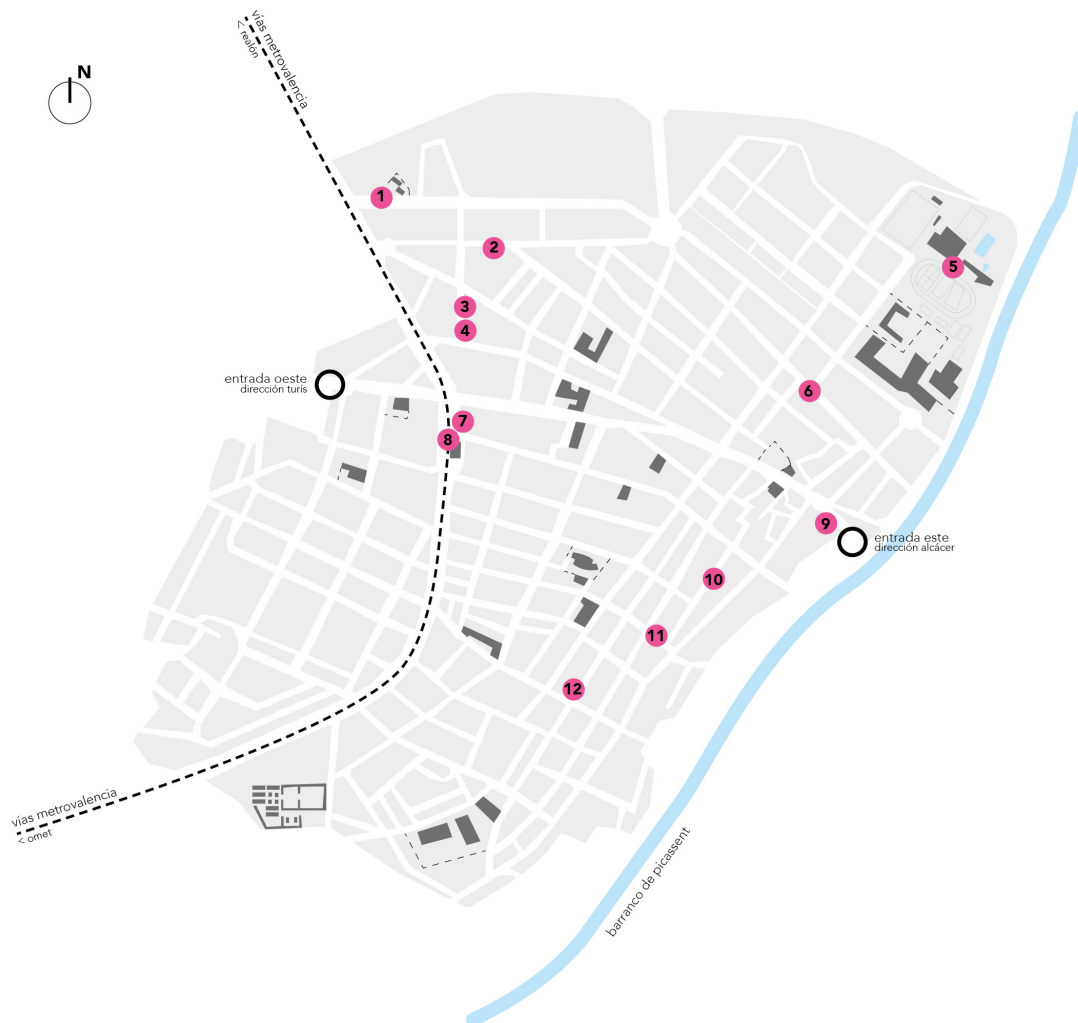 vías metrovalencia
< realón
N
1
2
3
4
5
6
entrada oeste
dirección turís
7
8
9
entrada este
dirección alcácer
10
11
12
vías metrovalencia
< omet
barranco de picassent